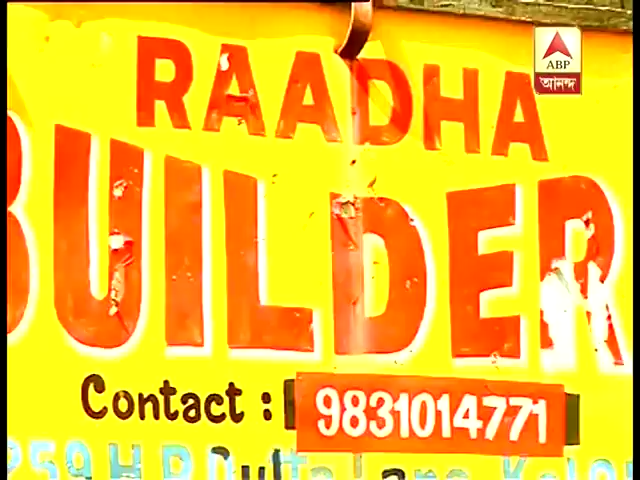 ABP
আনন্দ
RAADHA
BUILDER
Contact : 9831014771